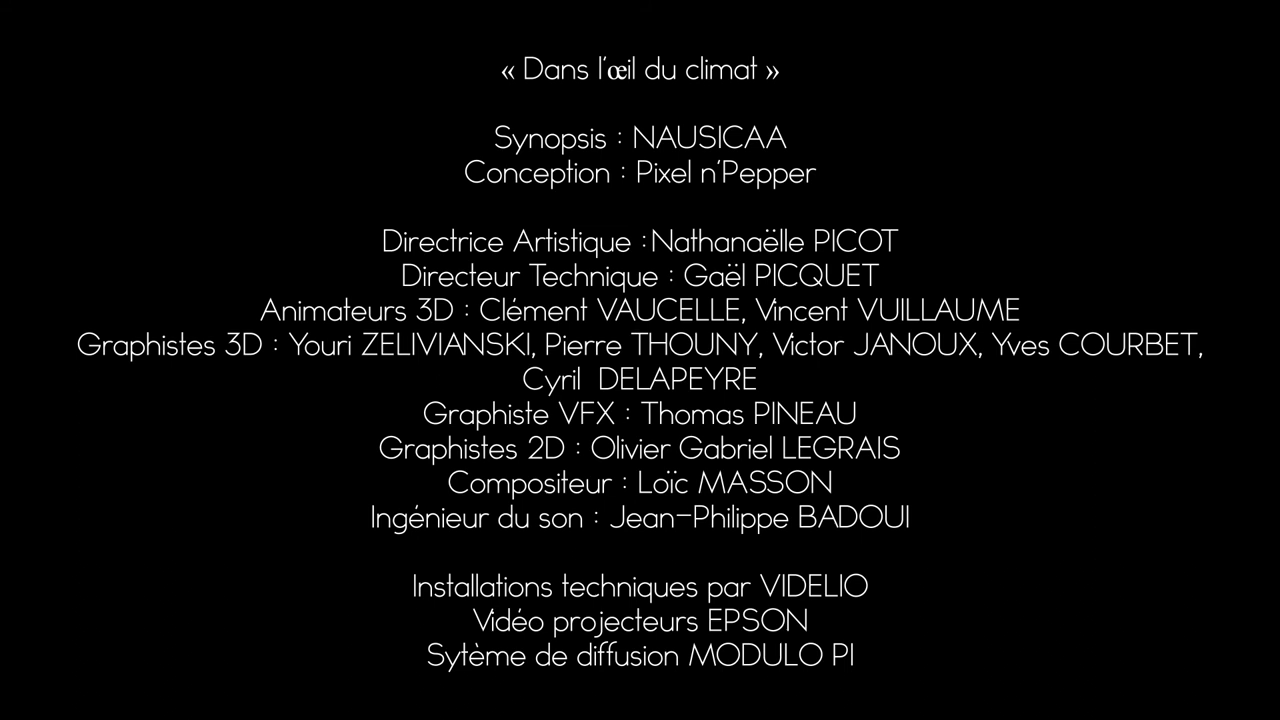 « Dans l'œil du climat »
Synopsis : NAUSICAA
Conception : Pixel n'Pepper
Directrice Artistique : Nathanaëlle PICOT
Directeur Technique : Gaël PICQUET
Animateurs 3D : Clément VAUCELLE, Vincent VUILLAUME
Graphistes 3D : Youri ZELIVIANSKI, Pierre THOUNY, Victor JANOUX, Yves COURBET,
Cyril DELAPEYRE
Graphiste VFX : Thomas PINEAU
Graphistes 2D : Olivier Gabriel LEGRAIS
Compositeur : Loïc MASSON
Ingénieur du son : Jean-Philippe BADOUI
Installations techniques par VIDELIO
Vidéo projecteurs EPSON
Sytème de diffusion MODULO PI